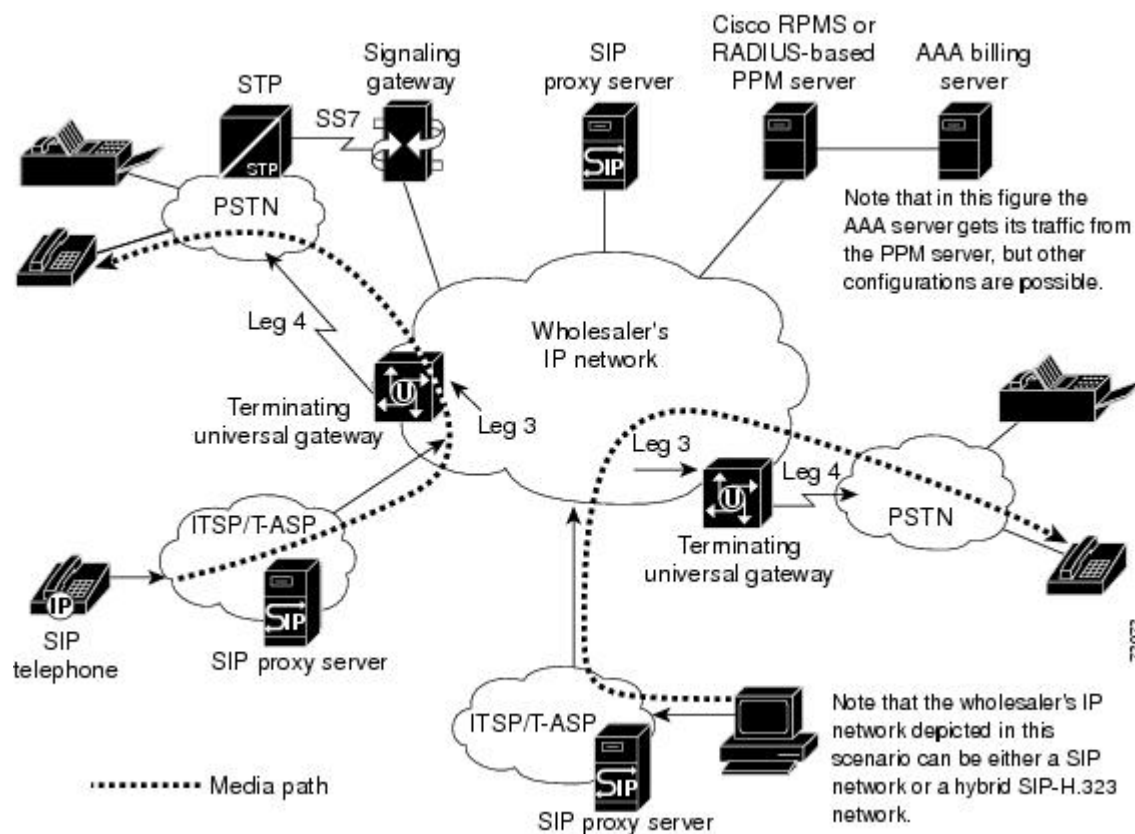 Cisco RPMS or
RADIUS-based
PPM server
AAA billing
server
SIP
proxy server
Signaling
gateway
STP
SS7
STP
SIP
PSTN
Note that in this figure the
AAA server gets its traffic from
the PPM server, but other
configurations are possible.
Leg 4
Wholesaler's
IP network
U
Terminating
universal gateway
Leg 3
Leg 3
U
Leg 4
PSTN
Terminating
universal gateway
ITSP/T-ASP
IP
SIP
SIP
telephone
SIP proxy server
ITSP/T-ASP
SIP
SIP proxy server
Note that the wholesaler's IP
network depicted in this
scenario can be either a SIP
network or a hybrid SIP-H.323
network.
Media path